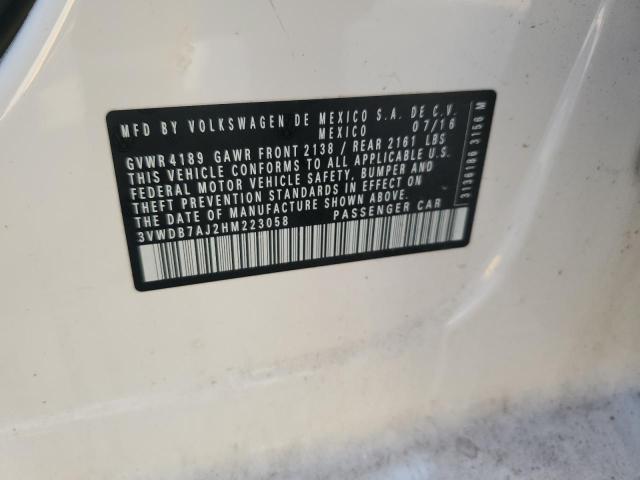 MFD BY VOLKSWAGEN DE MEXICO S.A. DE C.V.
MEXICO 07/16
GVWR 4189 GAWR FRONT 2138 / REAR 2161 LBS
THIS VEHICLE CONFORMS TO ALL APPLICABLE U.S.
FEDERAL MOTOR VEHICLE SAFETY, BUMPER AND
THEFT PREVENTION STANDARDS IN EFFECT ON
THE DATE OF MANUFACTURE SHOWN ABOVE.
3VWDB7AJ2HM223058 PASSENGER CAR
3136186 3156 M